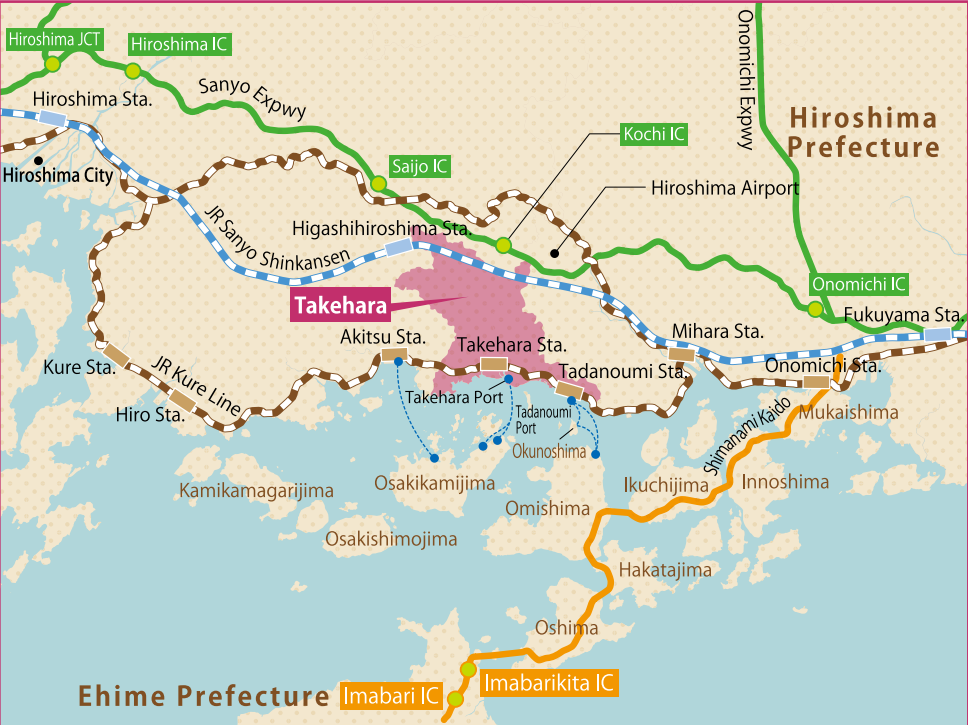 Hiroshima JCT
Hiroshima IC
Onomichi Expwy
Hiroshima Sta.
Sanyo Expwy
Hiroshima
Prefecture
Kochi IC
Hiroshima City
Saijo IC
Hiroshima Airport
JR Sanyo Shinkansen
Higashihiroshima Sta.
Onomichi IC
Takehara
Fukuyama Sta.
Akitsu Sta.
Takehara Sta.
Mihara Sta.
Kure Sta.
JR Kure Line
Tadanoumi Sta.
Onomichi Sta.
Takehara Port
Hiro Sta.
Tadanoumi
Port
Mukaishima
Shimanami Kaido
Okunoshima
Kamikamagarijima
Osakikamijima
Ikuchijima
Innoshima
Omishima
Osakishimojima
Hakatajima
Oshima
Ehime Prefecture
Imabari IC
Imabarikita IC